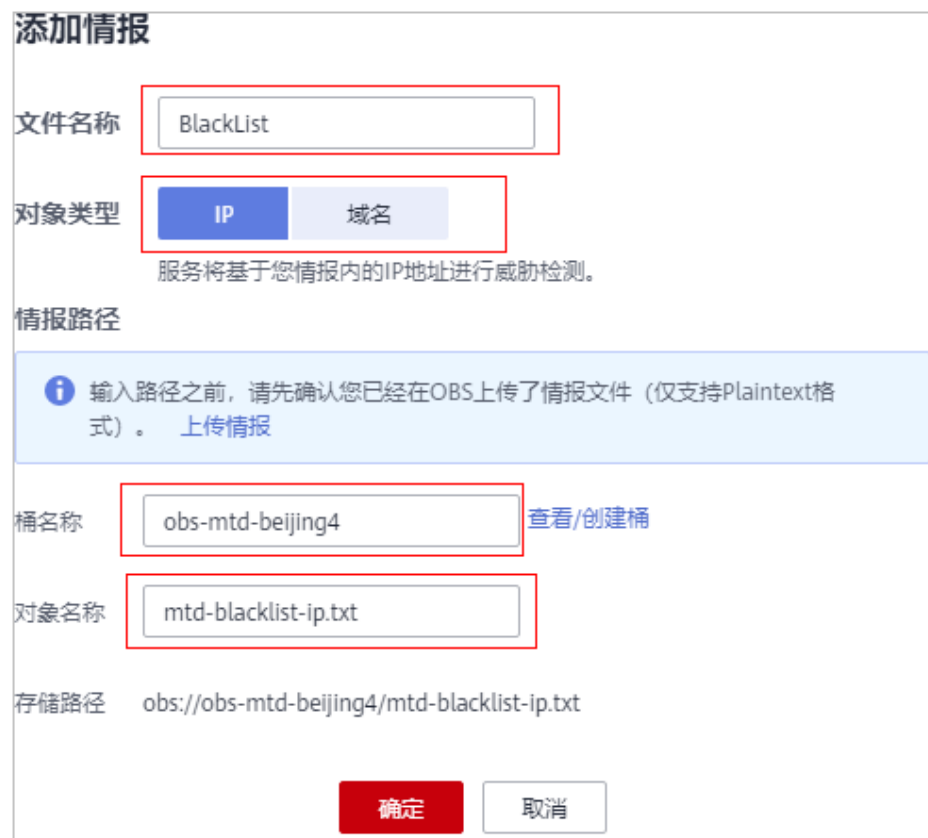 添加情报
文件名称 BlackList
对象类型 IP 域名
服务将基于您情报内的IP地址进行威胁检测。
情报路径
输入路径之前，请先确认您已经在OBS上传了情报文件（仅支持Plaintext格
式）。 上传情报
桶名称 obs-mtd-beijing4 查看/创建桶
对象名称 mtd-blacklist-ip.txt
存储路径 obs://obs-mtd-beijing4/mtd-blacklist-ip.txt
确定 取消